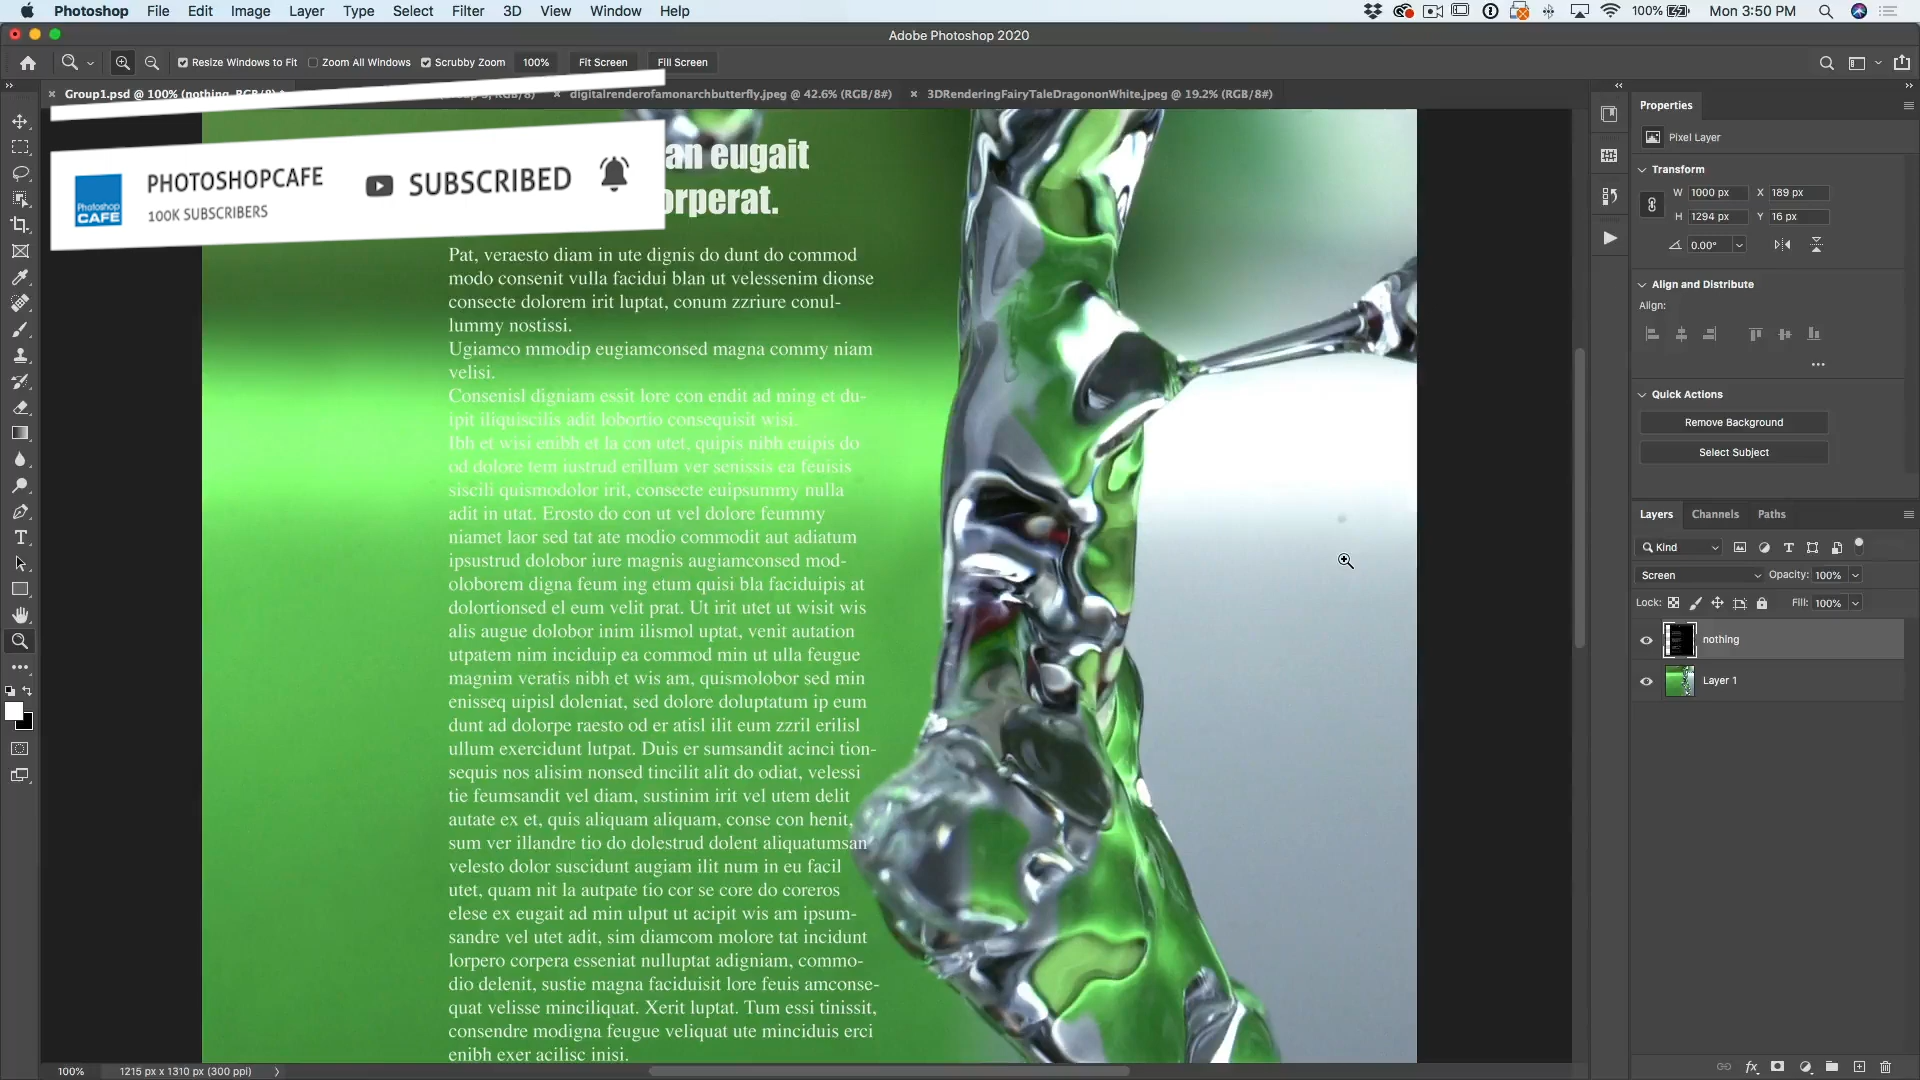 Photoshop File Edit Image Layer Type Select Filter 3D View Window Help
100% Mon 3:50 PM
Adobe Photoshop 2020
Resize Windows to Fit Zoom All Windows Scrubby Zoom 100% Fit Screen Fill Screen
Group1.psd @ 100% (nothing, RGB/8)
digitalrenderofamonarchbutterfly.jpeg @ 42.6% (RGB/8#)
3DRenderingFairyTaleDragononWhite.jpeg @ 19.2% (RGB/8#)
Photoshop
CAFE
PHOTOSHOPCAFE
100K SUBSCRIBERS
SUBSCRIBED
an eugait
orperat.
Pat, veraesto diam in ute dignis do dunt do commod
modo consenit vulla facidui blan ut velessenim dionse
consecte dolorem irit luptat, conum zzriure conul-
lummy nostissi.
Ugiamco mmodip eugiamconsed magna commy niam
velisi.
Consenisl digniam essit lore con endit ad ming et du-
ipit iliquiscilis adit lobortio consequisit wisi.
Ibh et wisi enibh et la con utet, quipis nibh euipis do
od dolore tem iustrud erillum ver senissis ea feuisis
siscili quismodolor irit, consecte euipsummy nulla
adit in utat. Erosto do con ut vel dolore feummy
niamet laor sed tat ate modio commodit aut adiatum
ipsustrud dolobor iure magnis augiamconsed mod-
oloborem digna feum ing etum quisi bla faciduipis at
dolortionsed el eum velit prat. Ut irit utet ut wisit wis
alis augue dolobor inim ilismol uptat, venit autation
utpatem nim inciduip ea commod min ut ulla feugue
magnim veratis nibh et wis am, quismolobor sed min
enisseq uipisl doleniat, sed dolore doluptatum ip eum
dunt ad dolorpe raesto od er atisl ilit eum zzril erilisl
ullum exercidunt lutpat. Duis er sumsandit acinci tion-
sequis nos alisim nonsed tincilit alit do odiat, velessi
tie feumsandit vel diam, sustinim irit vel utem delit
autate ex et, quis aliquam aliquam, conse con henit,
sum ver illandre tio do dolestrud dolent aliquatumsan
velesto dolor suscidunt augiam ilit num in eu facil
utet, quam nit la autpate tio cor se core do coreros
elese ex eugait ad min ulput ut acipit wis am ipsum-
sandre vel utet adit, sim diamcom molore tat incidunt
lorpero corpera esseniat nulluptat adigniam, commo-
dio delenit, sustie magna faciduisit lore feuis amconse-
quat velisse minciliquat. Xerit luptat. Tum essi tinissit,
consendre modigna feugue veliquat ute minciduis erci
enibh exer acilisc inisi.
100% 1215 px x 1310 px (300 ppi)
Properties
Pixel Layer
Transform
W 1000 px X 189 px
H 1294 px Y 16 px
0.00°
Align and Distribute
Align:
Quick Actions
Remove Background
Select Subject
Layers Channels Paths
Kind
Screen Opacity: 100%
Lock: Fill: 100%
nothing
Layer 1
fx